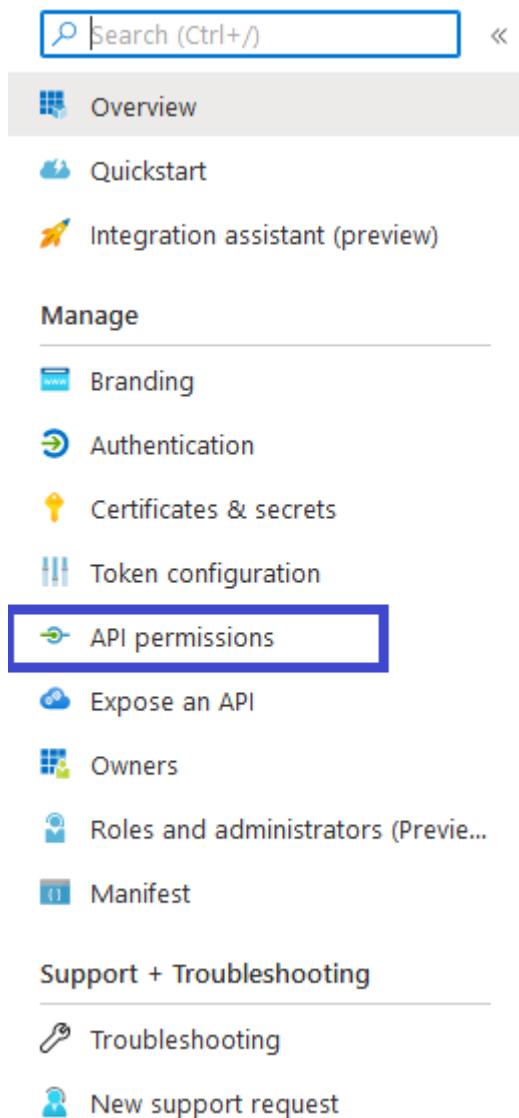 Search (Ctrl+/)
Overview
Quickstart
Integration assistant (preview)
Manage
Branding
Authentication
Certificates & secrets
Token configuration
API permissions
Expose an API
Owners
Roles and administrators (Previe...
Manifest
Support + Troubleshooting
Troubleshooting
New support request